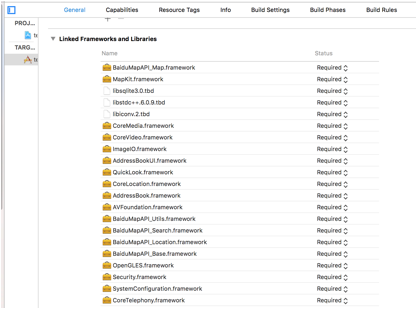 General Capabilities Resource Tags Info Build Settings Build Phases Build Rules
PROJ...
TARG...
Linked Frameworks and Libraries
Name Status
BaiduMapAPI_Map.framework Required
MapKit.framework Required
libsqlite3.0.tbd Required
libstdc++.6.0.9.tbd Required
libiconv.2.tbd Required
CoreMedia.framework Required
CoreVideo.framework Required
ImageIO.framework Required
AddressBookUI.framework Required
QuickLook.framework Required
CoreLocation.framework Required
AddressBook.framework Required
AVFoundation.framework Required
BaiduMapAPI_Utils.framework Required
BaiduMapAPI_Search.framework Required
BaiduMapAPI_Location.framework Required
BaiduMapAPI_Base.framework Required
OpenGLES.framework Required
Security.framework Required
SystemConfiguration.framework Required
CoreTelephony.framework Required